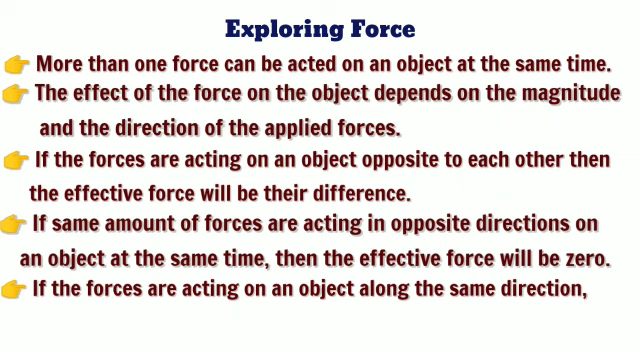 Exploring Force
👉 More than one force can be acted on an object at the same time.
👉 The effect of the force on the object depends on the magnitude
and the direction of the applied forces.
👉 If the forces are acting on an object opposite to each other then
the effective force will be their difference.
👉 If same amount of forces are acting in opposite directions on
an object at the same time, then the effective force will be zero.
👉 If the forces are acting on an object along the same direction,